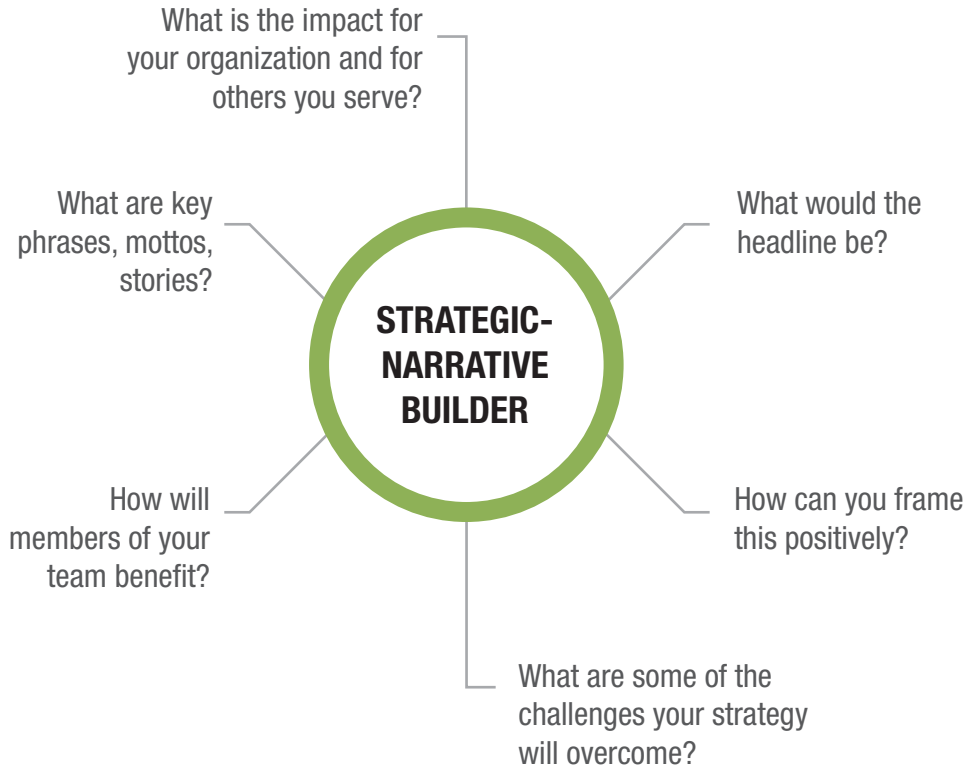 What is the impact for
your organization and for
others you serve?
What are key
phrases, mottos,
stories?
What would the
headline be?
STRATEGIC-
NARRATIVE
BUILDER
How will
members of your
team benefit?
How can you frame
this positively?
What are some of the
challenges your strategy
will overcome?